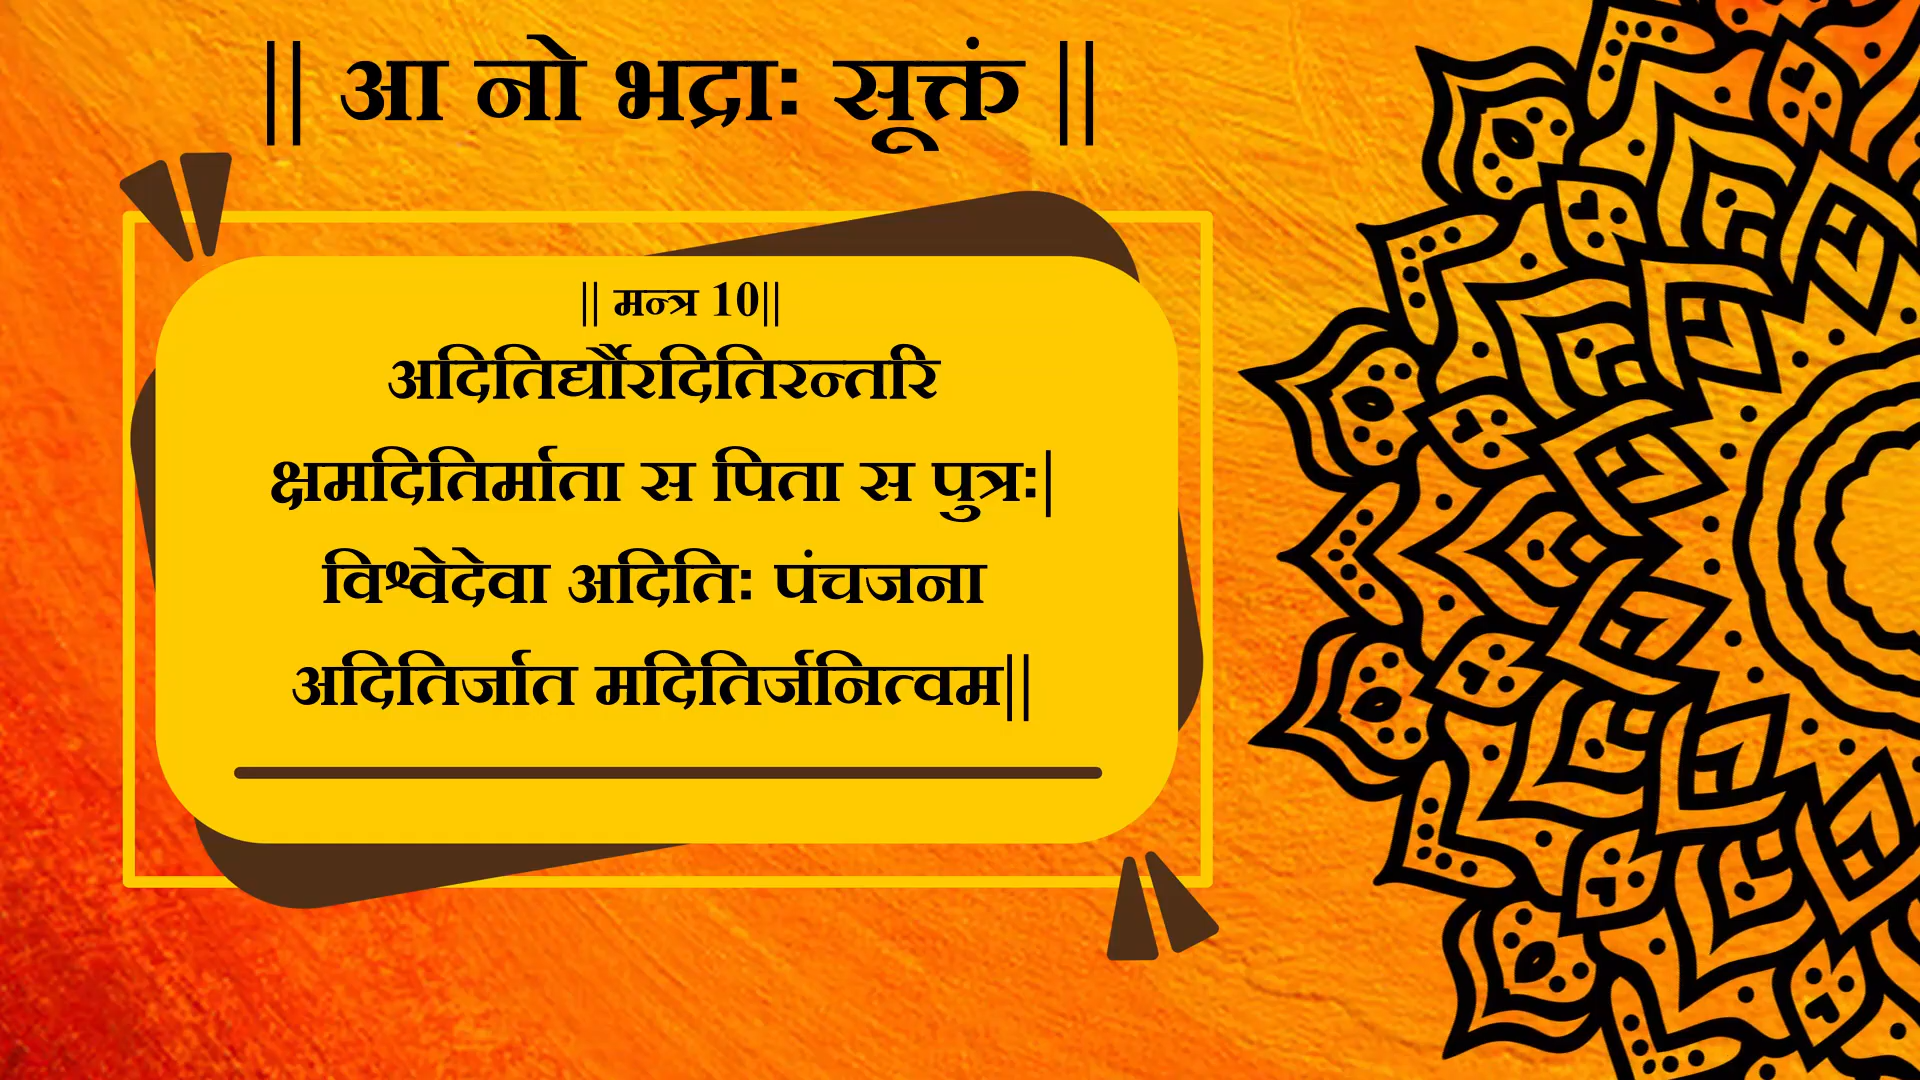 || आ नो भद्राः सूक्तं ||
|| मन्त्र 10||
अदितिर्द्यौरदितिरन्तरि
क्षमदितिर्माता स पिता स पुत्रः|
विश्वेदेवा अदितिः पंचजना
अदितिर्जात मदितिर्जनित्वम||